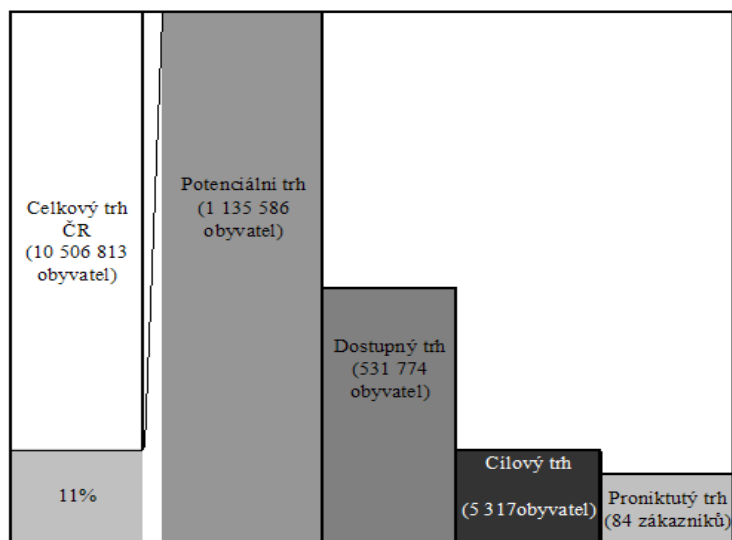 Celkový trh
ČR
(10 506 813
obyvatel)
11%
Potenciální trh
(1 135 586
obyvatel)
Dostupný trh
(531 774
obyvatel)
Cílový trh
(5 317obyvatel)
Proniktutý trh
(84 zákazníků)